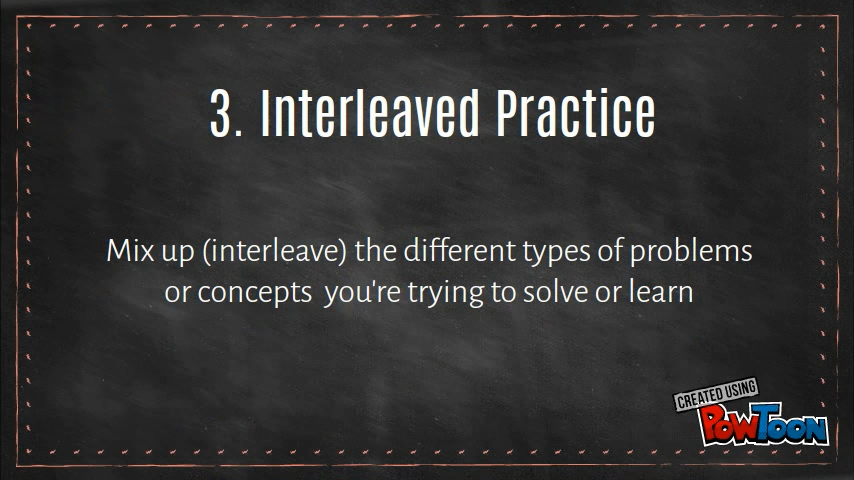 3. Interleaved Practice
Mix up (interleave) the different types of problems
or concepts  you're trying to solve or learn
CREATED USING
POWTOON